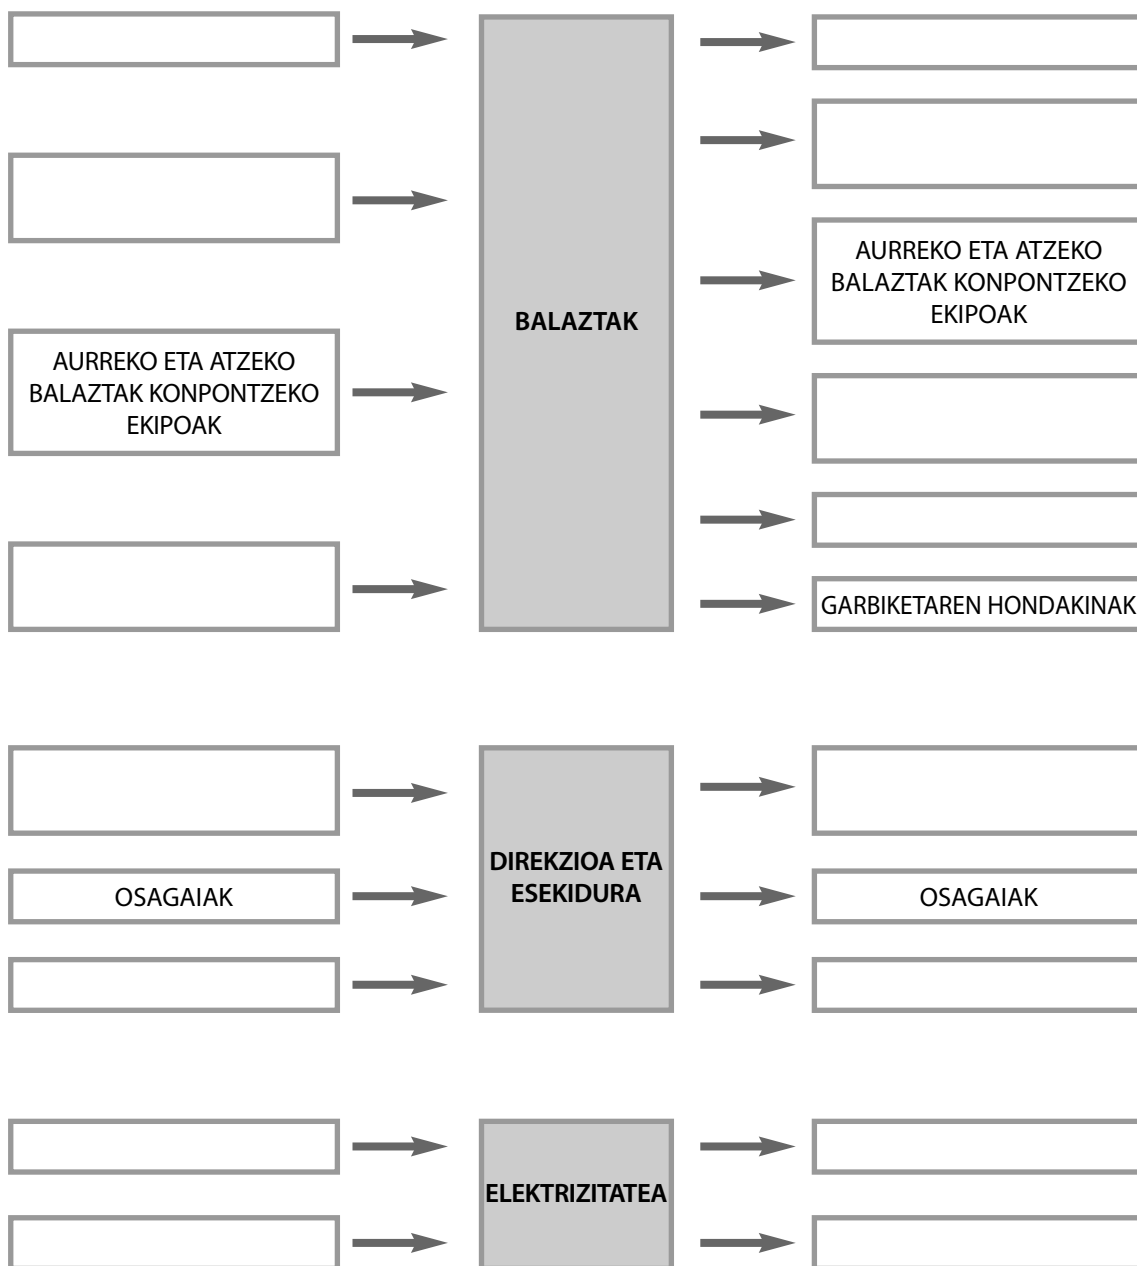 BALAZTAK
AURREKO ETA ATZEKO
BALAZTAK KONPONTZEKO
EKIPOAK
AURREKO ETA ATZEKO
BALAZTAK KONPONTZEKO
EKIPOAK
GARBIKETAREN HONDAKINAK
DIREKZIOA ETA
ESEKIDURA
OSAGAIAK
OSAGAIAK
ELEKTRIZITATEA